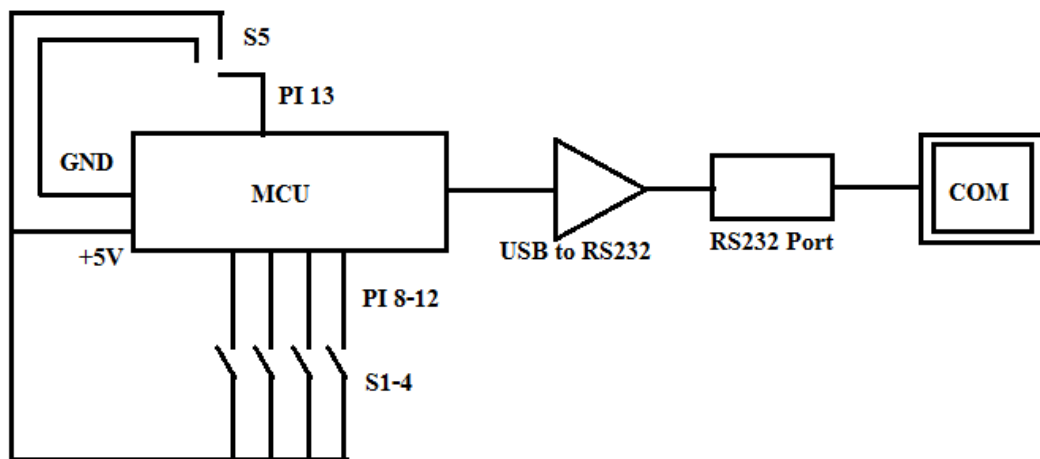 S5
PI 13
GND
MCU
COM
+5V
USB to RS232
RS232 Port
PI 8-12
S1-4